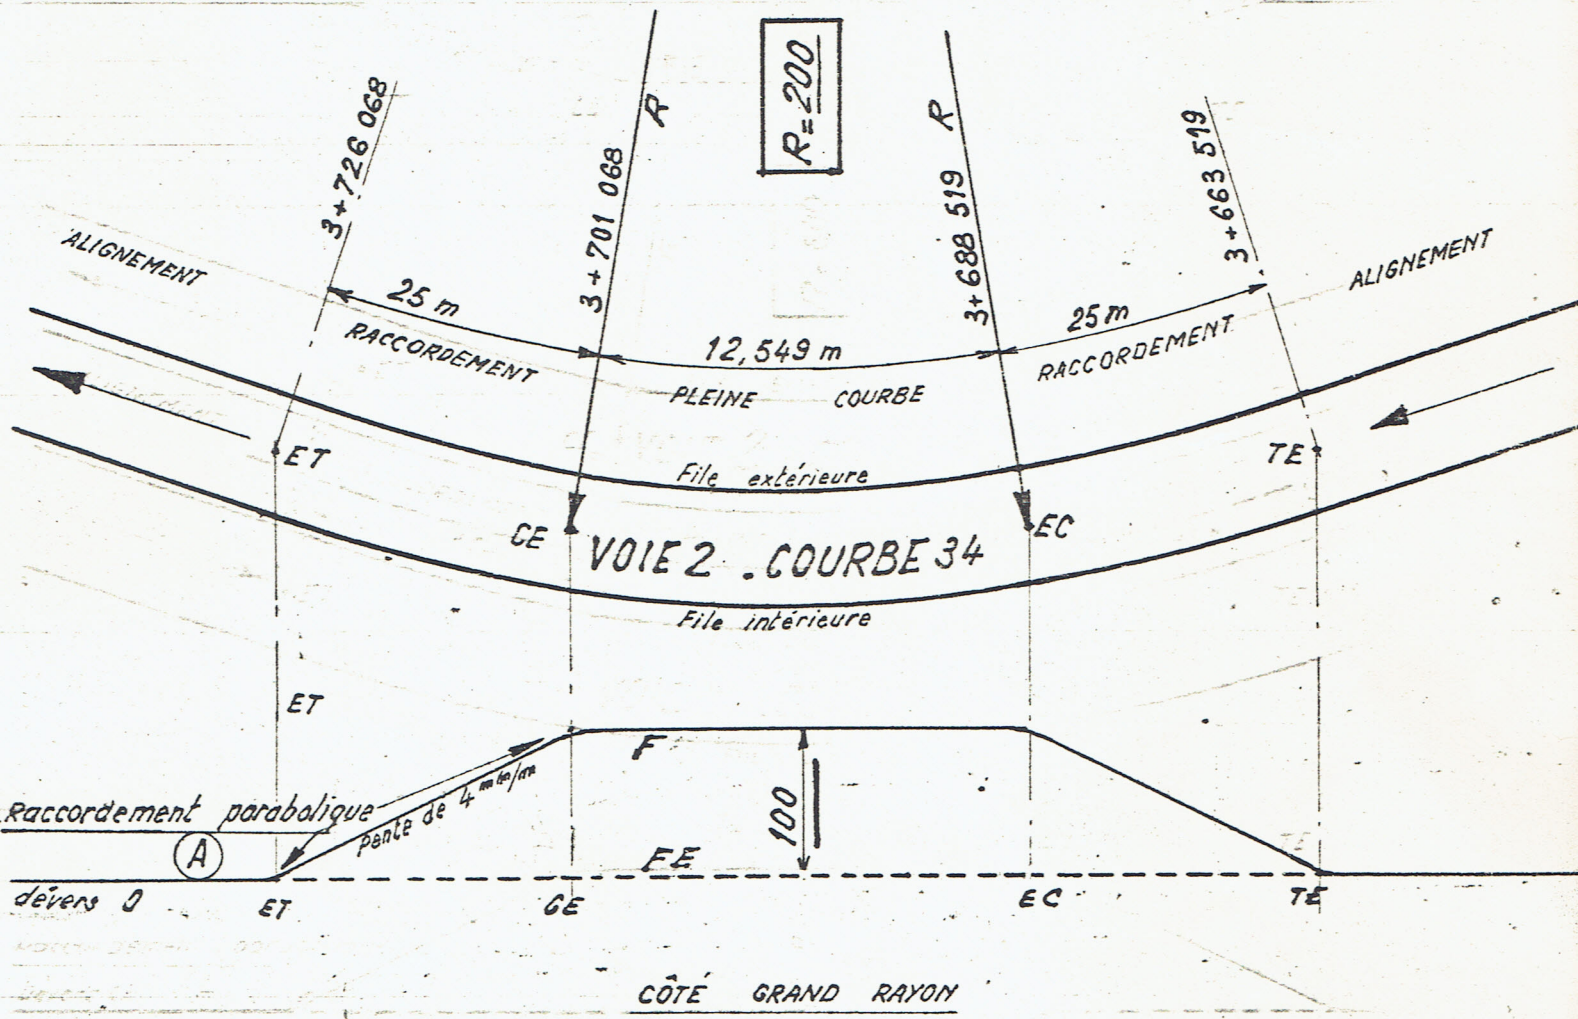 R=200
3+726 068
3+701 068
R
R
3+688 519
3+663 519
ALIGNEMENT
25 m
RACCORDEMENT
12,549 m
PLEINE COURBE
25m
RACCORDEMENT
ALIGNEMENT
ET
File extérieure
TE
CE
VOIE 2 . COURBE 34
EC
File intérieure
ET
F
Raccordement parabolique
pente de 4 mm/m
100
A
FE
dévers 0
ET
CE
EC
TE
CÔTÉ GRAND RAYON